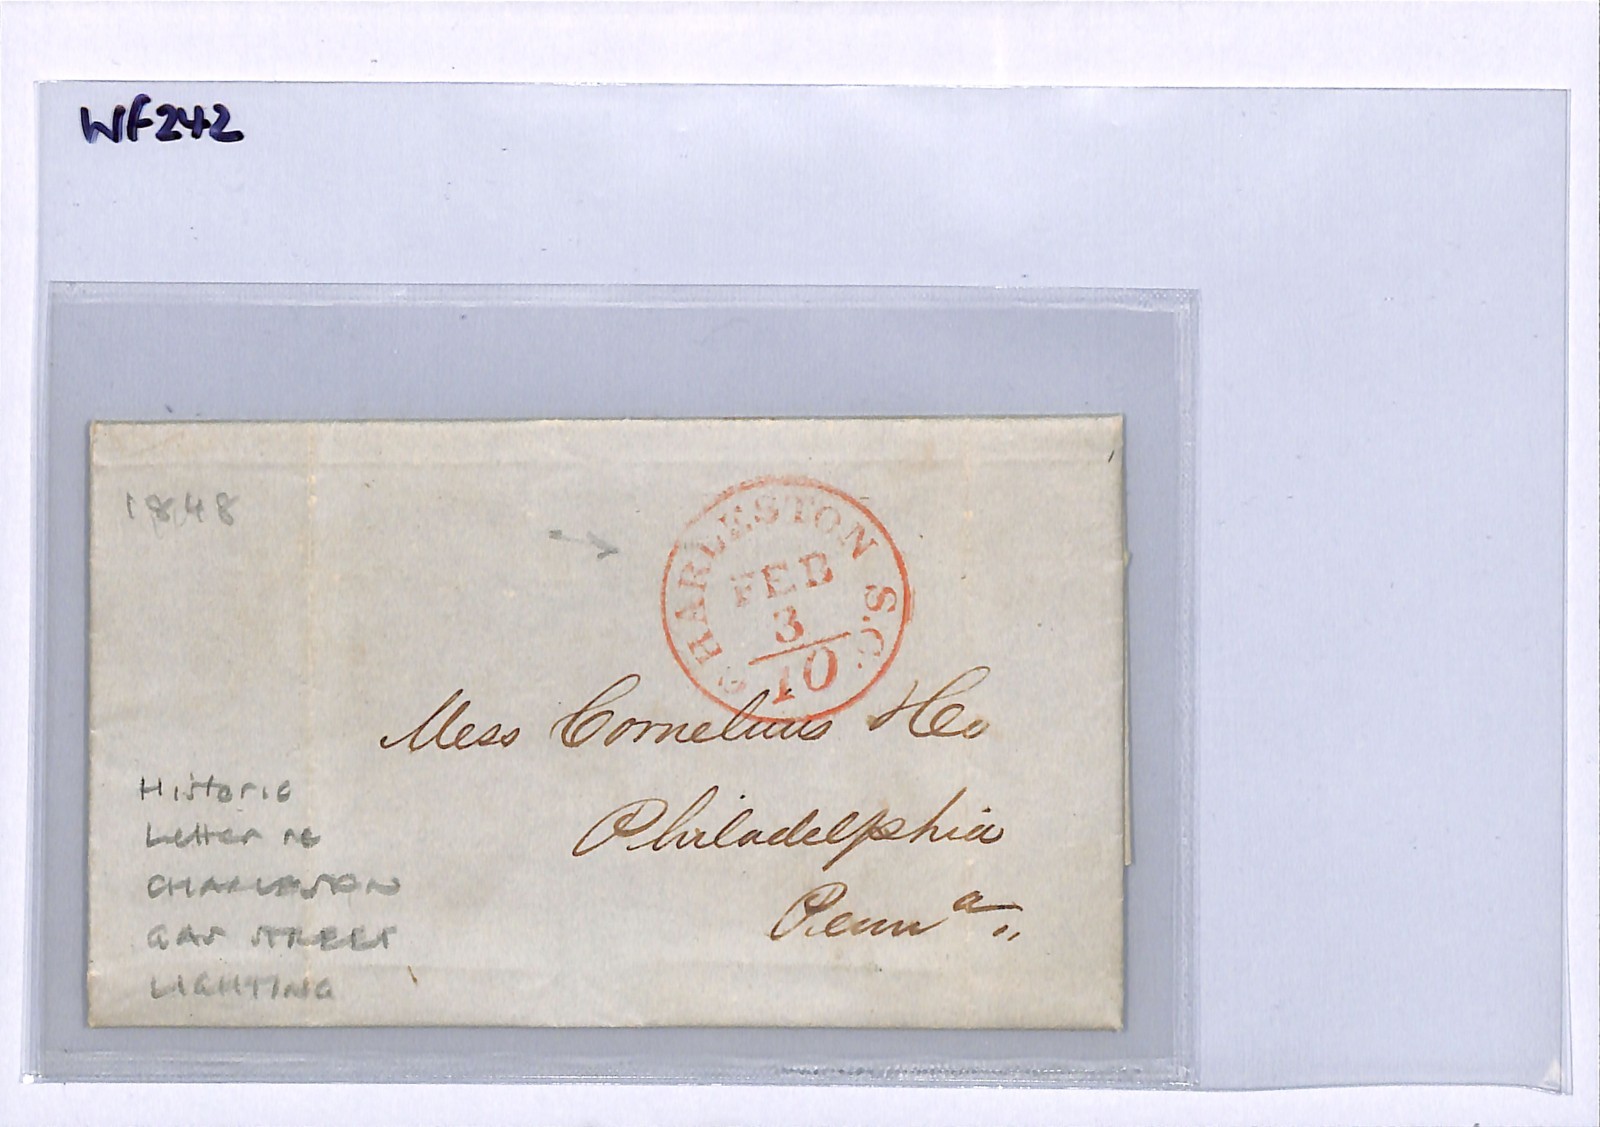 WF242
1848
CHARLESTON S.C.
FEB
3
10
Mess Cornelius & Co
Philadelphia
Penn a
Historic
Letter re
CHARLESTON
GAS STREET
LIGHTING